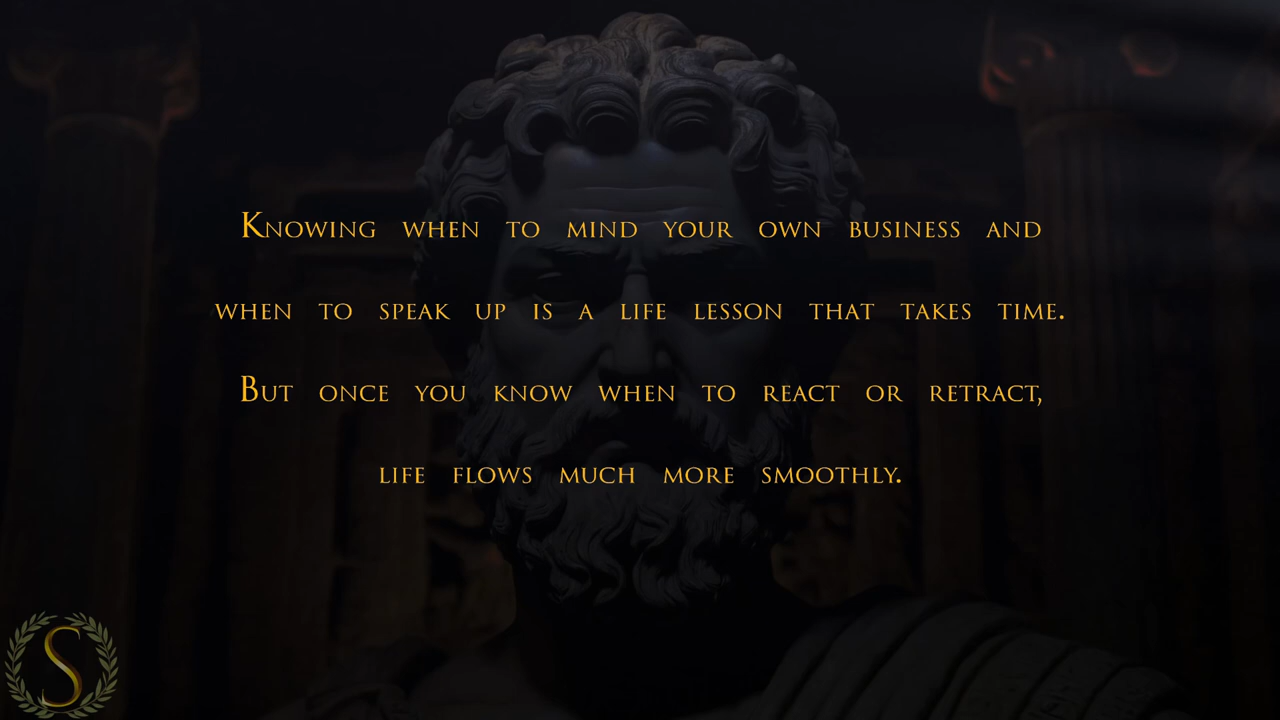 Knowing when to mind your own business and
when to speak up is a life lesson that takes time.
But once you know when to react or retract,
life flows much more smoothly.
S